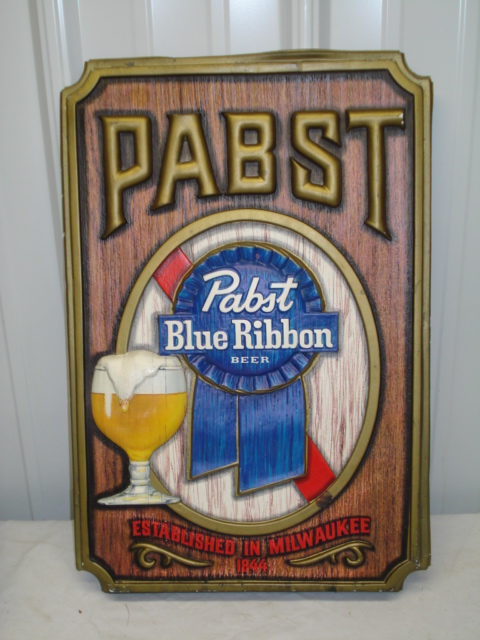 PABST
Pabst
Blue Ribbon
BEER
ESTABLISHED IN MILWAUKEE
1844